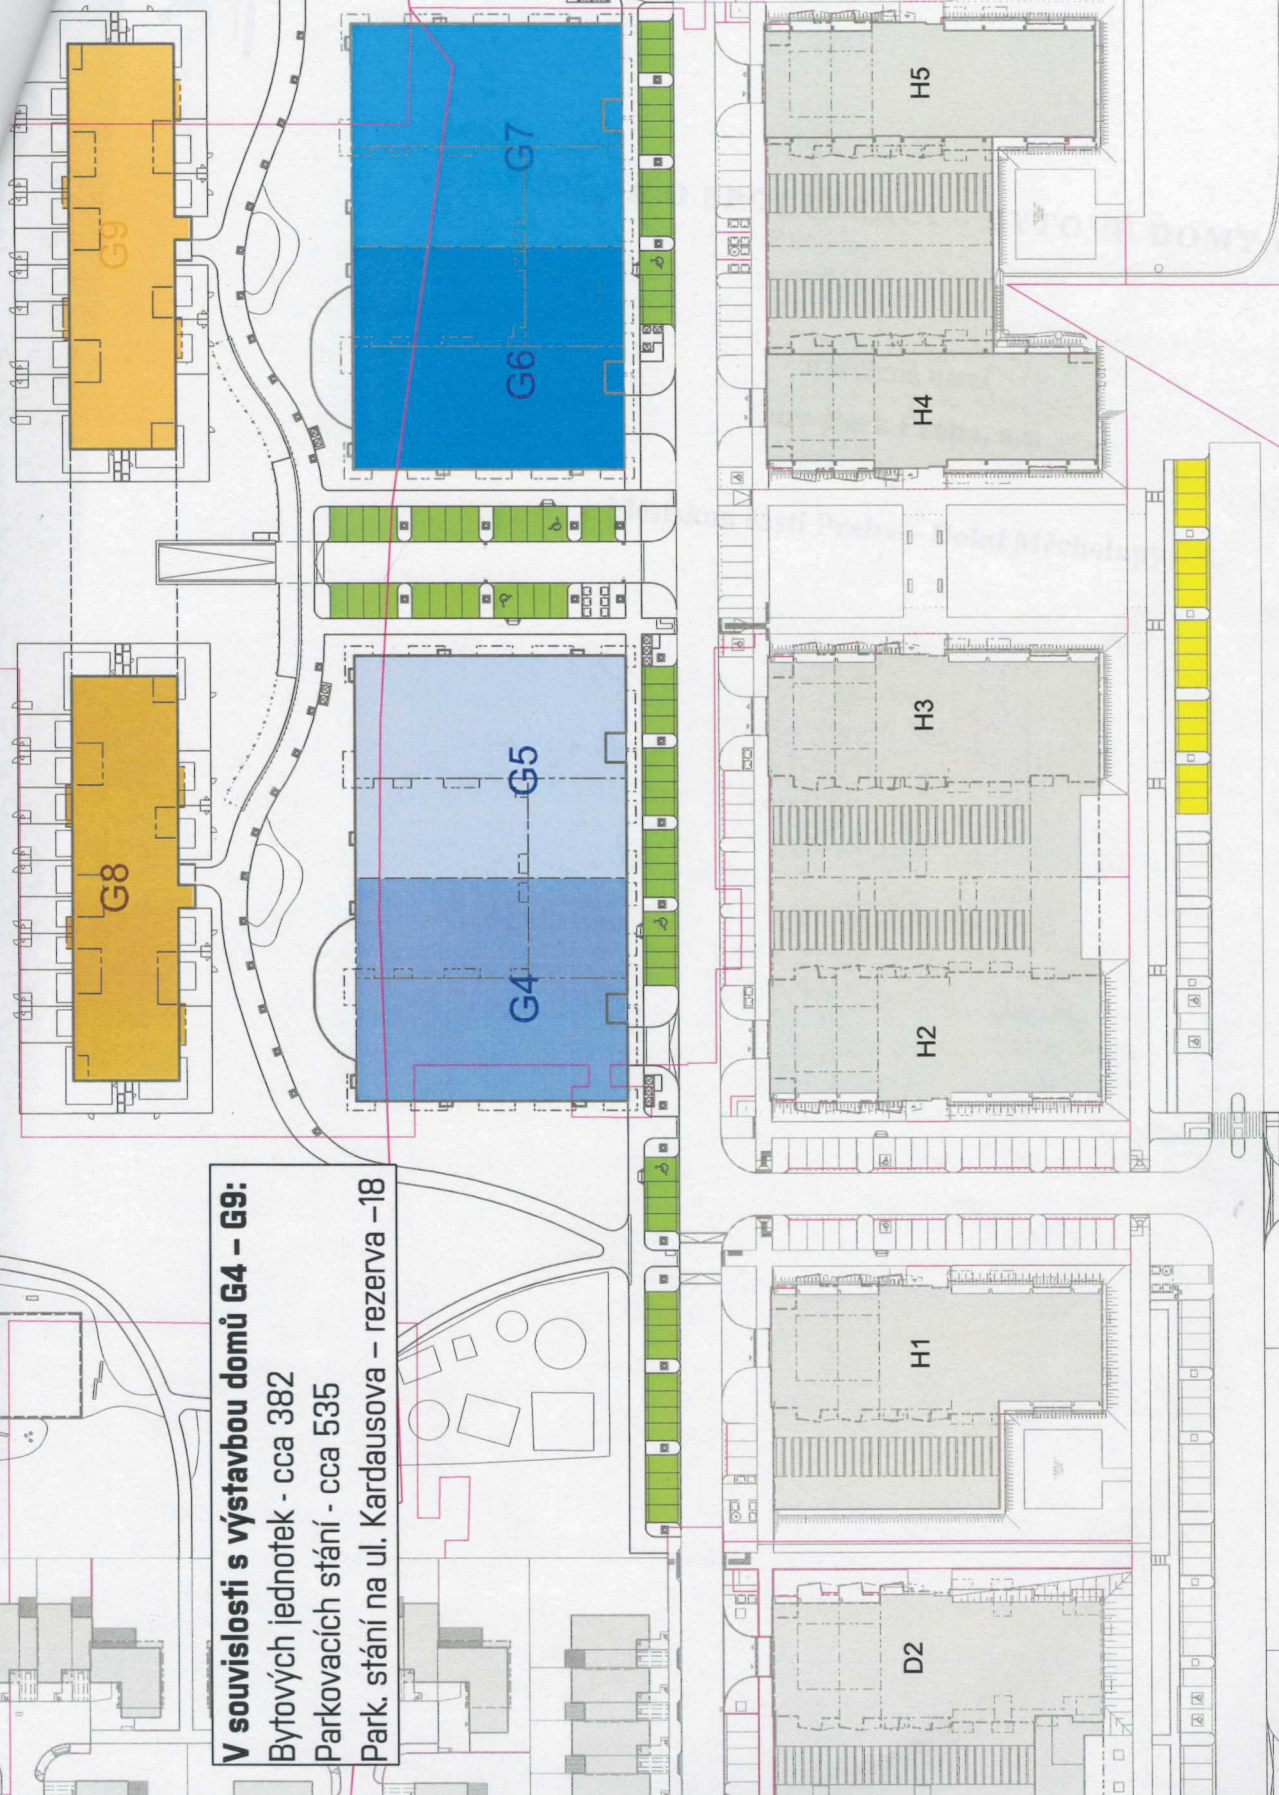 V souvislosti s výstavbou domů G4 – G9:
Bytových jednotek - cca 382
Parkovacích stání - cca 535
Park. stání na ul. Kardausova – rezerva –18
G9
G8
G7
G6
G5
G4
H5
H4
H3
H2
H1
D2